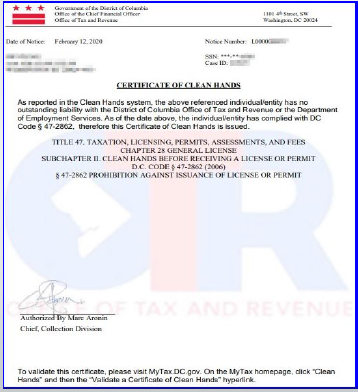 Government of the District of Columbia
Office of the Chief Financial Officer
Office of Tax and Revenue
1101 4th Street, SW
Washington, DC 20024
Date of Notice: February 12, 2020
Notice Number: L0000
SSN: ***-**-
Case ID:
CERTIFICATE OF CLEAN HANDS
As reported in the Clean Hands system, the above referenced individual/entity has no
outstanding liability with the District of Columbia Office of Tax and Revenue or the Department
of Employment Services. As of the date above, the individual/entity has complied with DC
Code § 47-2862, therefore this Certificate of Clean Hands is issued.
TITLE 47. TAXATION, LICENSING, PERMITS, ASSESSMENTS, AND FEES
CHAPTER 28 GENERAL LICENSE
SUBCHAPTER II. CLEAN HANDS BEFORE RECEIVING A LICENSE OR PERMIT
D.C. CODE § 47-2862 (2006)
§ 47-2862 PROHIBITION AGAINST ISSUANCE OF LICENSE OR PERMIT
OTR
OFFICE OF TAX AND REVENUE
Authorized By Marc Aronin
Chief, Collection Division
To validate this certificate, please visit MyTax.DC.gov. On the MyTax homepage, click "Clean
Hands" and then the "Validate a Certificate of Clean Hands" hyperlink.